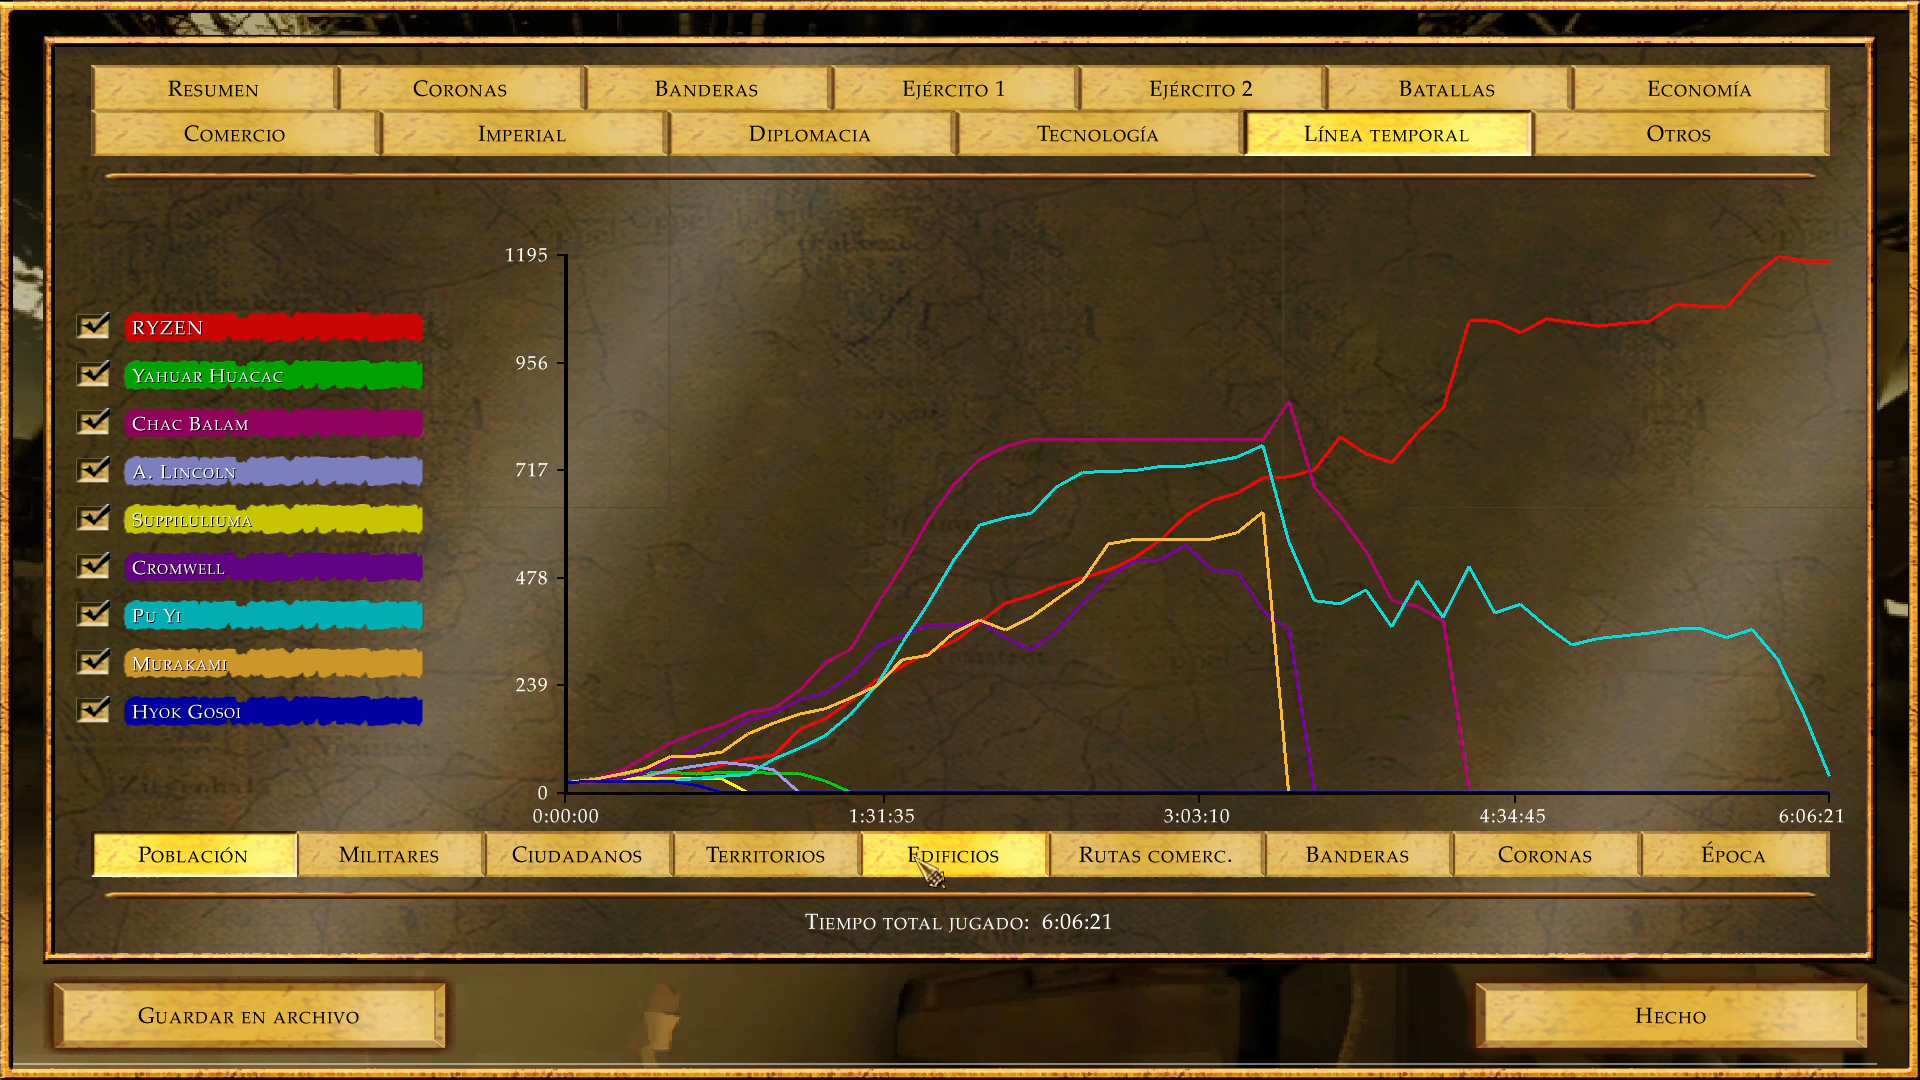 Resumen Coronas Banderas Ejército 1 Ejército 2 Batallas Economía
Comercio Imperial Diplomacia Tecnología Línea temporal Otros
1195
956
717
478
239
0
RYZEN
Yahuar Huacac
Chac Balam
A. Lincoln
Suppiluliuma
Cromwell
Pu Yi
Murakami
Hyok Gosoi
0:00:00 1:31:35 3:03:10 4:34:45 6:06:21
Población Militares Ciudadanos Territorios Edificios Rutas comerc. Banderas Coronas Época
Tiempo total jugado: 6:06:21
Guardar en archivo Hecho